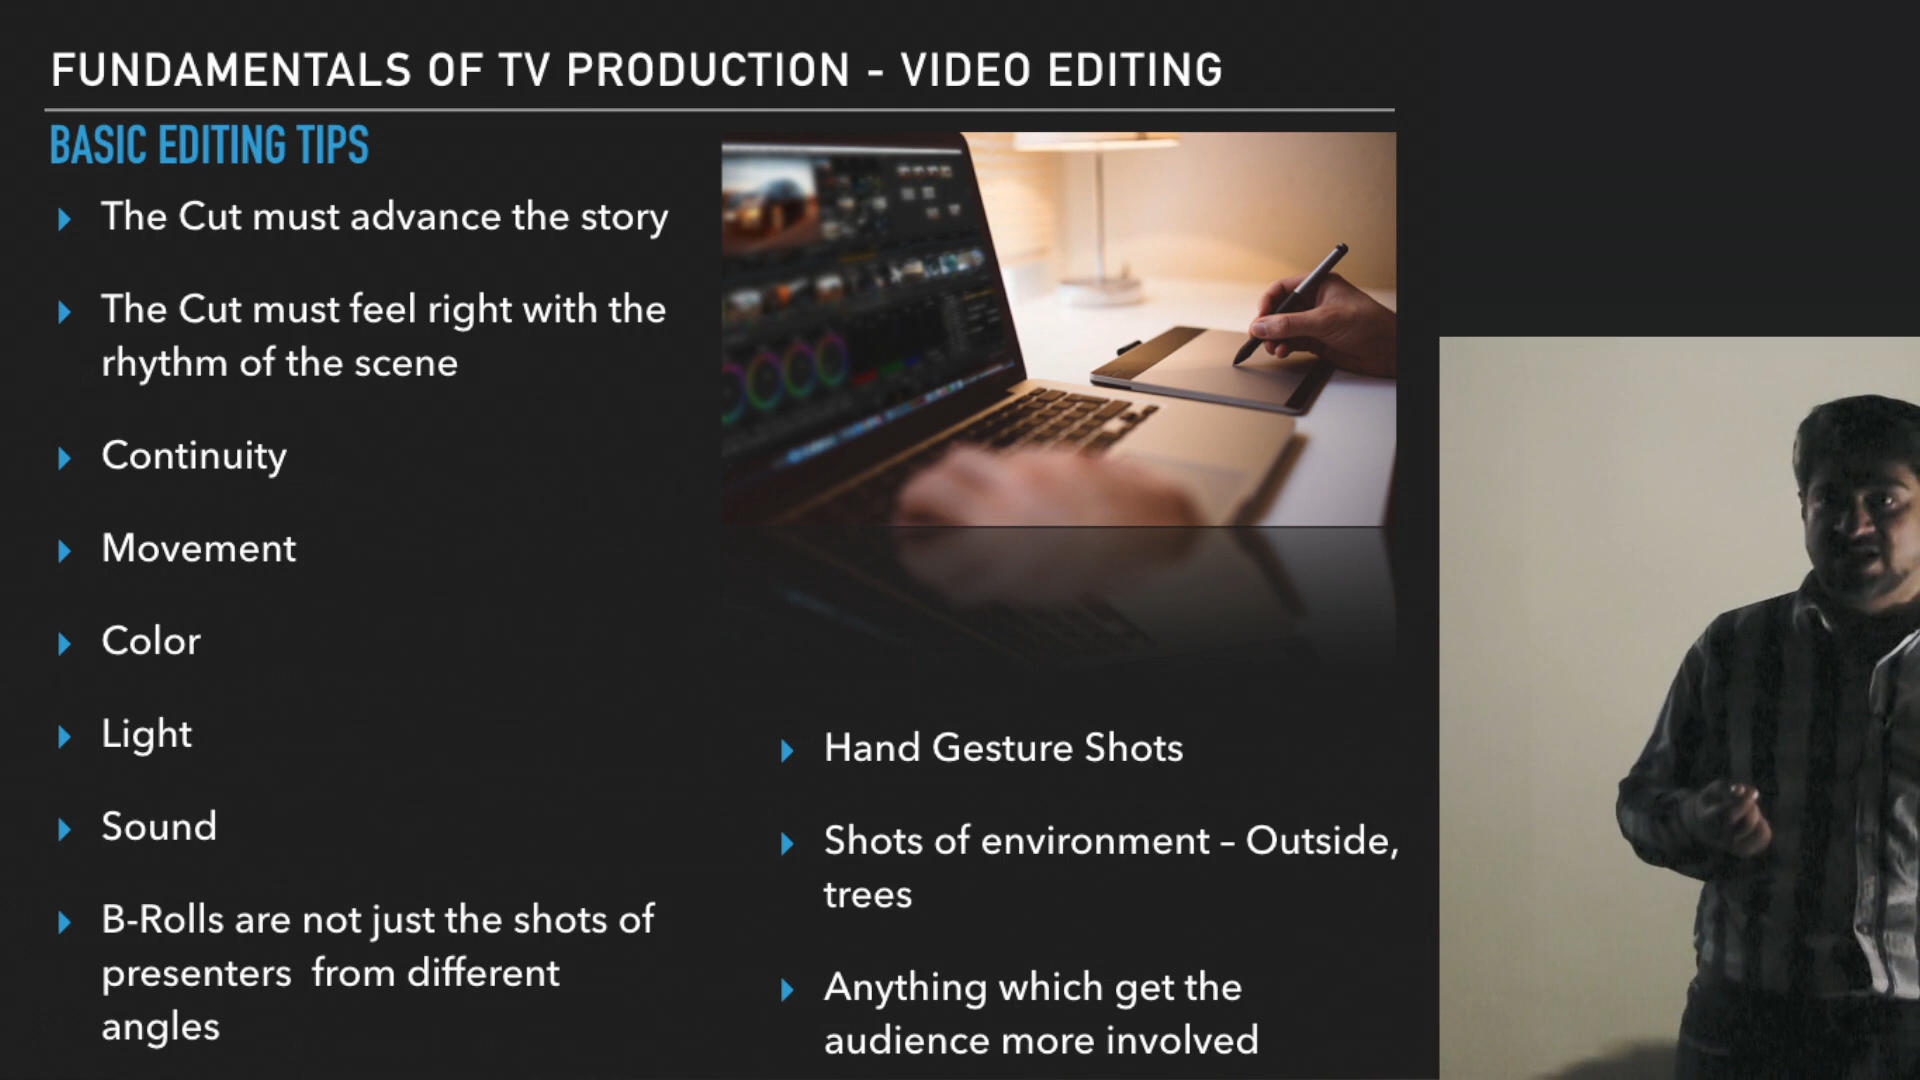 FUNDAMENTALS OF TV PRODUCTION - VIDEO EDITING
BASIC EDITING TIPS
The Cut must advance the story
The Cut must feel right with the
rhythm of the scene
Continuity
Movement
Color
Light
Sound
B-Rolls are not just the shots of
presenters  from different
angles
Hand Gesture Shots
Shots of environment – Outside,
trees
Anything which get the
audience more involved